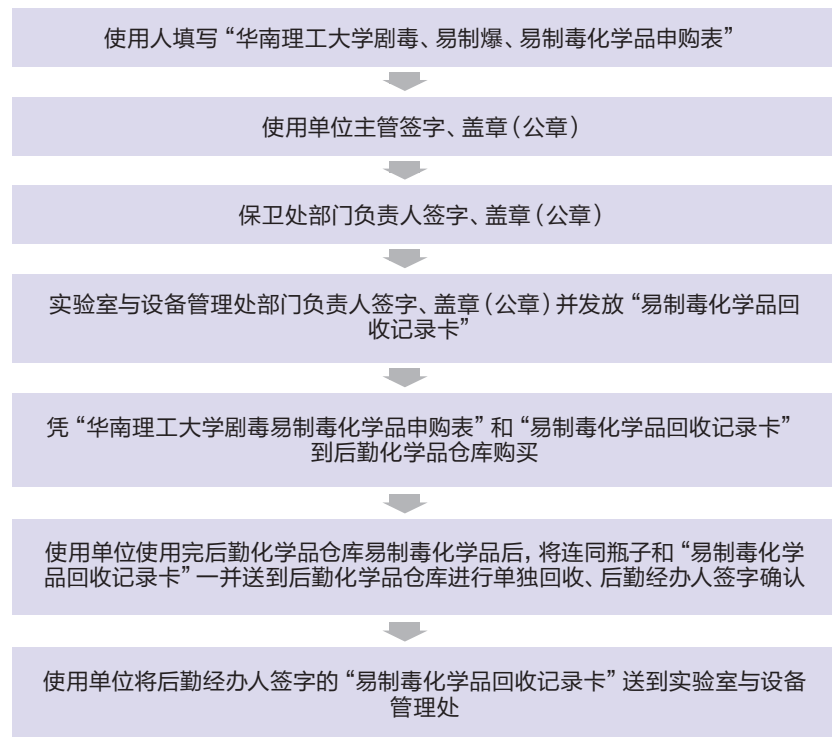 使用人填写“华南理工大学剧毒、易制爆、易制毒化学品申购表”
使用单位主管签字、盖章(公章)
保卫处部门负责人签字、盖章(公章)
实验室与设备管理处部门负责人签字、盖章(公章)并发放“易制毒化学品回
收记录卡”
凭“华南理工大学剧毒易制毒化学品申购表”和“易制毒化学品回收记录卡”
到后勤化学品仓库购买
使用单位使用完后勤化学品仓库易制毒化学品后, 将连同瓶子和“易制毒化学
品回收记录卡”一并送到后勤化学品仓库进行单独回收、后勤经办人签字确认
使用单位将后勤经办人签字的“易制毒化学品回收记录卡”送到实验室与设备
管理处